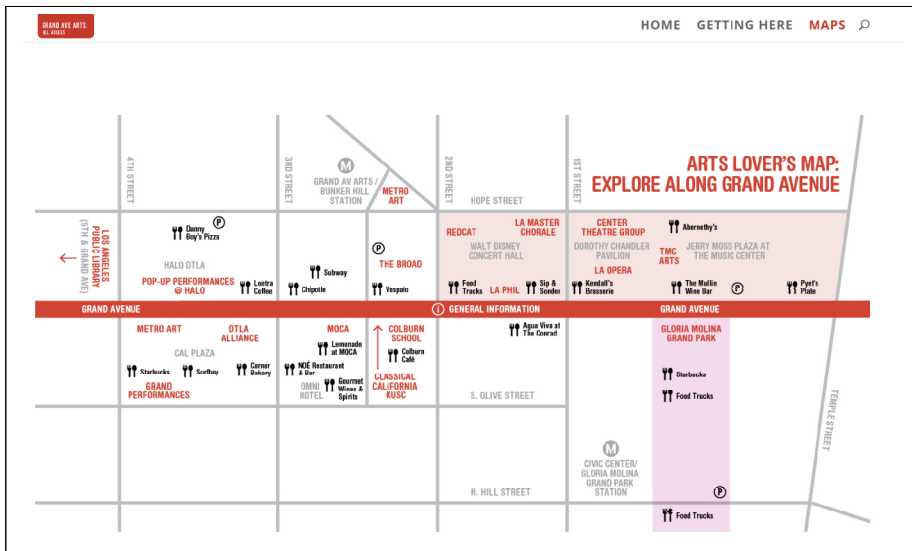 GRAND AVE ARTS
ALL ACCESS
HOME GETTING HERE MAPS
ARTS LOVER'S MAP:
EXPLORE ALONG GRAND AVENUE
4TH STREET
3RD STREET
2ND STREET
1ST STREET
M
GRAND AV ARTS /
BUNKER HILL
STATION
METRO
ART
HOPE STREET
LOS ANGELES
PUBLIC LIBRARY
(5TH & GRAND AVE)
P
Danny
Boy's Pizza
HALO DTLA
POP-UP PERFORMANCES
@ HALO
Lontra
Coffee
Subway
Chipotle
P
THE BROAD
Vespaio
REDCAT
LA MASTER
CHORALE
WALT DISNEY
CONCERT HALL
Food
Trucks
LA PHIL
Sip &
Sonder
CENTER
THEATRE GROUP
DOROTHY CHANDLER
PAVILION
LA OPERA
Kendall's
Brasserie
Abernethy's
TMC
ARTS
JERRY MOSS PLAZA AT
THE MUSIC CENTER
The Mullin
Wine Bar
P
Pyet's
Plate
GRAND AVENUE
i GENERAL INFORMATION
GRAND AVENUE
METRO ART
DTLA
ALLIANCE
CAL PLAZA
Starbucks
Surfboy
Corner
Bakery
GRAND
PERFORMANCES
MOCA
Lemonade
at MOCA
NOÉ Restaurant
& Bar
OMNI
HOTEL
Gourmet
Wines &
Spirits
COLBURN
SCHOOL
Colburn
Café
CLASSICAL
CALIFORNIA
KUSC
Agua Viva at
The Conrad
S. OLIVE STREET
GLORIA MOLINA
GRAND PARK
Starbucks
Food Trucks
TEMPLE STREET
M
CIVIC CENTER/
GLORIA MOLINA
GRAND PARK
STATION
N. HILL STREET
P
Food Trucks